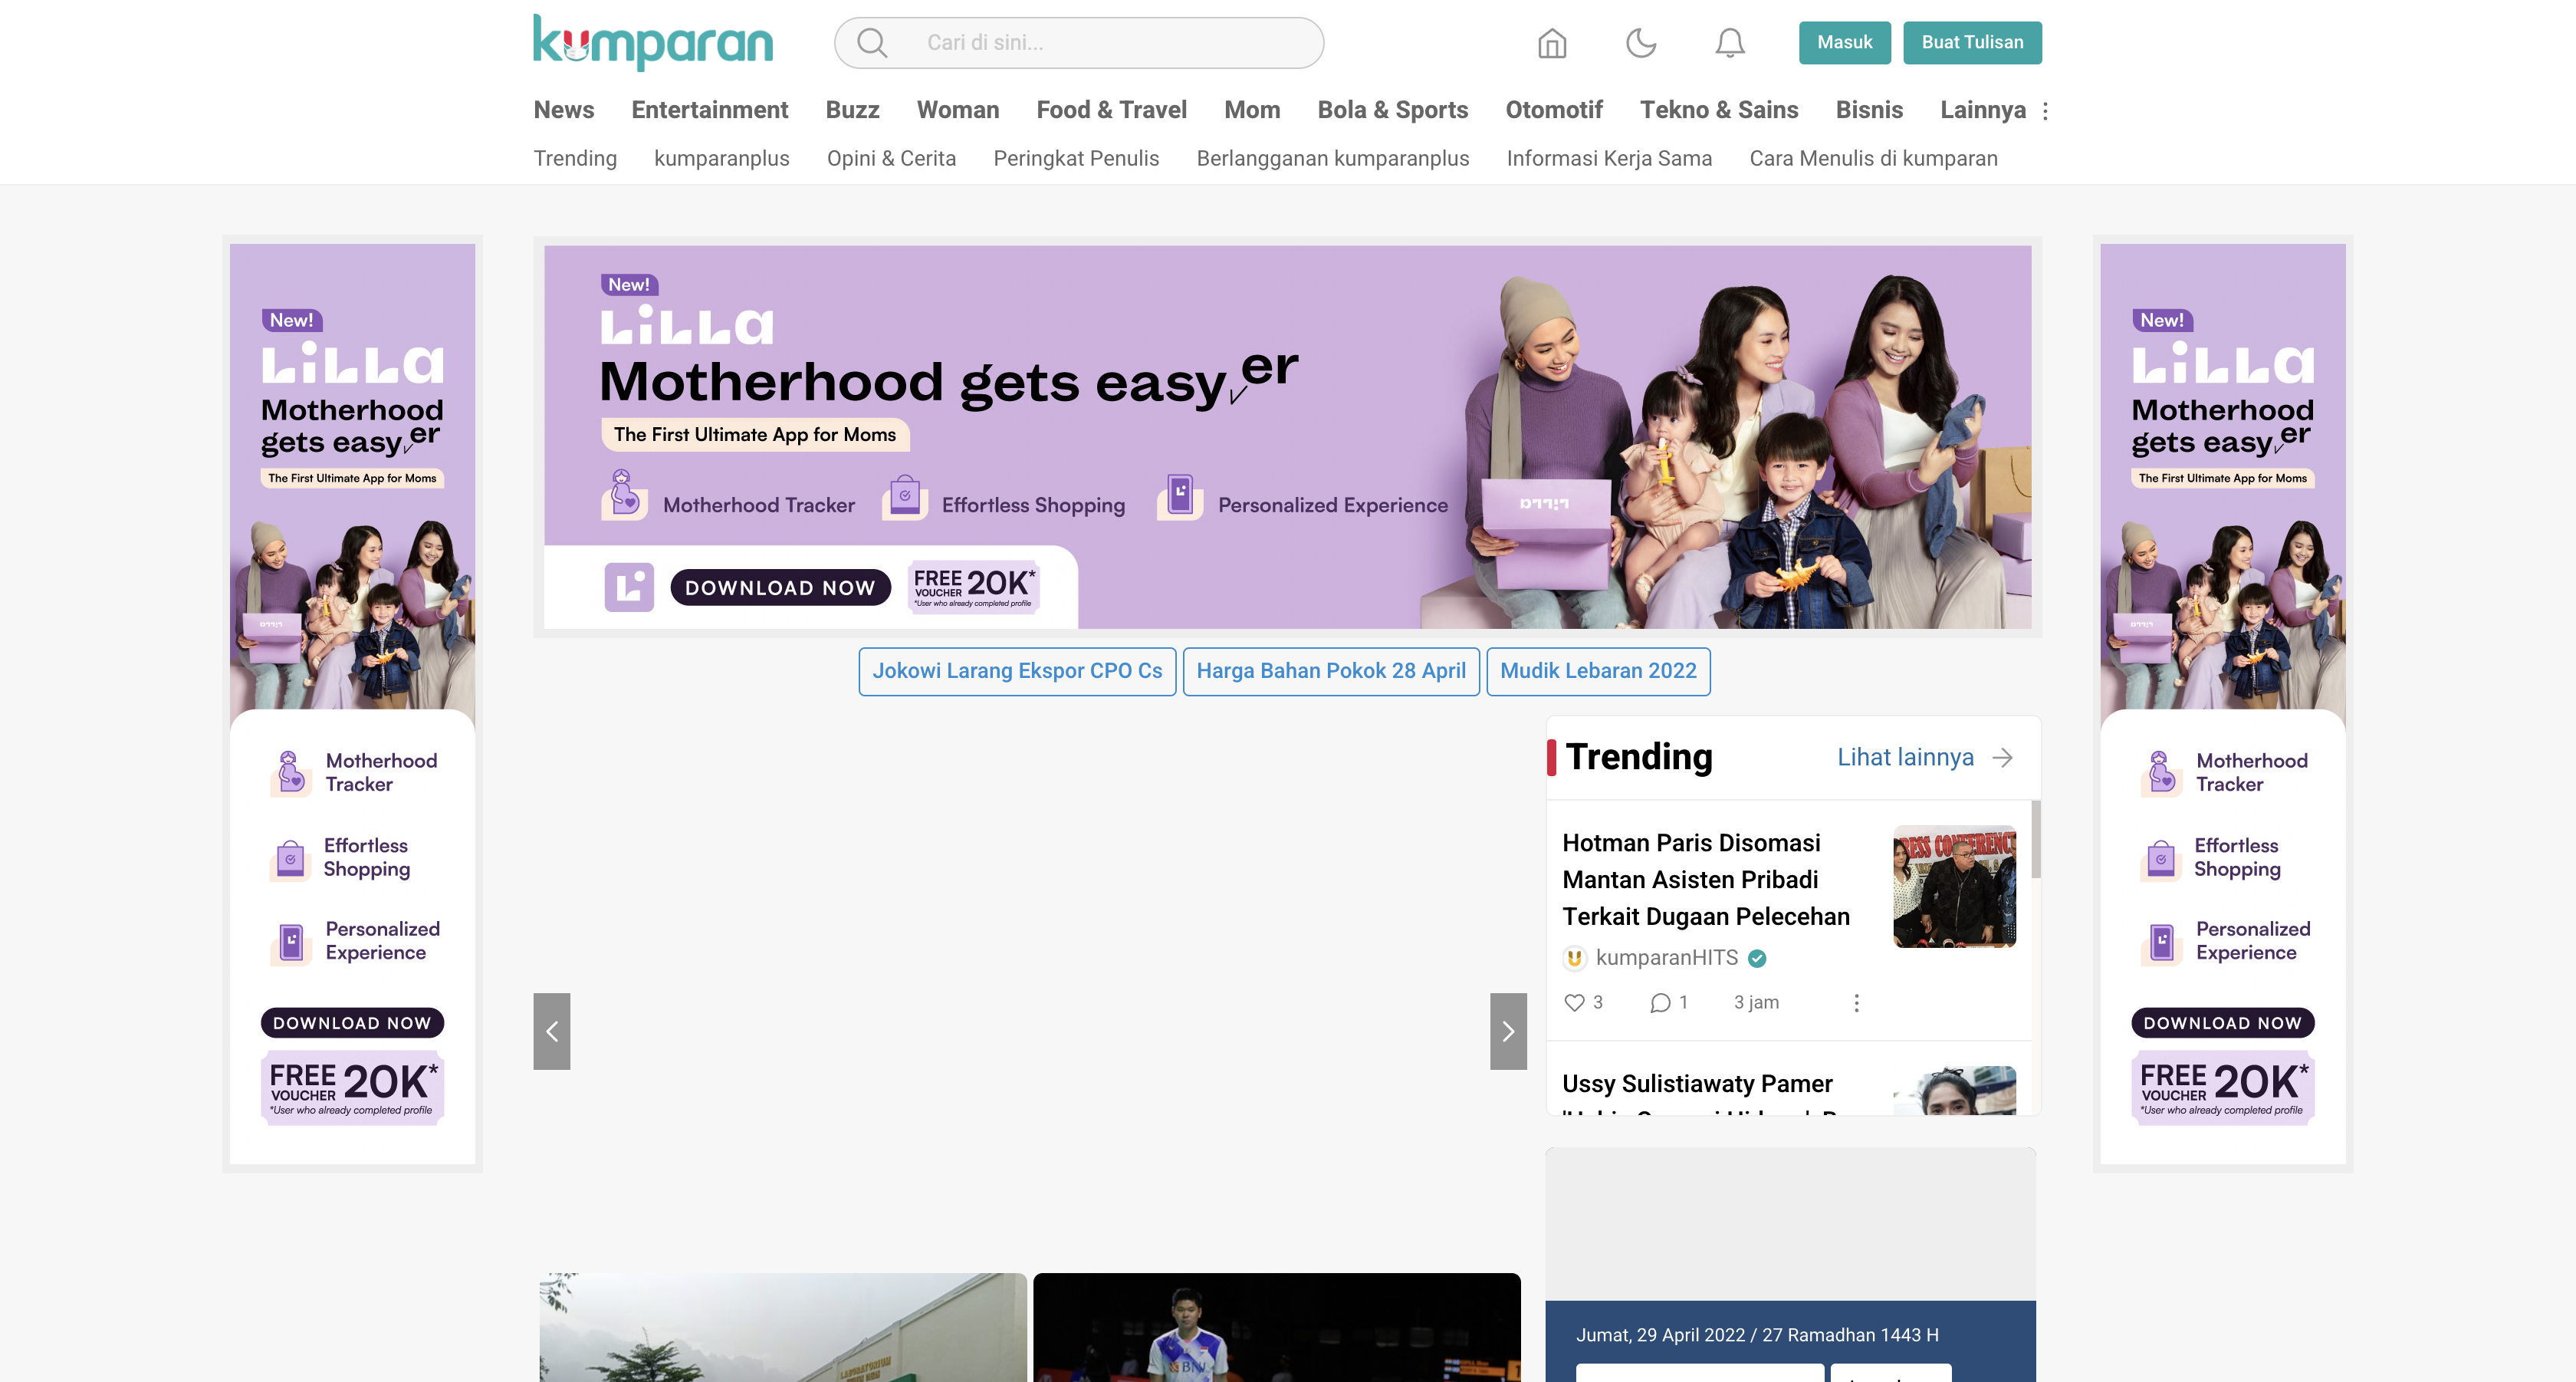 kumparan
Cari di sini...
Masuk
Buat Tulisan
News Entertainment Buzz Woman Food & Travel Mom Bola & Sports Otomotif Tekno & Sains Bisnis Lainnya
Trending kumparanplus Opini & Cerita Peringkat Penulis Berlangganan kumparanplus Informasi Kerja Sama Cara Menulis di kumparan
New!
LiLLa
Motherhood
gets easyer
The First Ultimate App for Moms
Motherhood
Tracker
Effortless
Shopping
Personalized
Experience
DOWNLOAD NOW
FREE
VOUCHER
20K*
*User who already completed profile
New!
LiLLa
Motherhood gets easyer
The First Ultimate App for Moms
Motherhood Tracker
Effortless Shopping
Personalized Experience
DOWNLOAD NOW
FREE
VOUCHER
20K*
*User who already completed profile
New!
LiLLa
Motherhood
gets easyer
The First Ultimate App for Moms
Motherhood
Tracker
Effortless
Shopping
Personalized
Experience
DOWNLOAD NOW
FREE
VOUCHER
20K*
*User who already completed profile
Jokowi Larang Ekspor CPO Cs
Harga Bahan Pokok 28 April
Mudik Lebaran 2022
Trending
Lihat lainnya
Hotman Paris Disomasi
Mantan Asisten Pribadi
Terkait Dugaan Pelecehan
PRESS CONFERENCE
kumparanHITS
3 1 3 jam
Ussy Sulistiawaty Pamer
LABORATORIUM
BNI
Jumat, 29 April 2022 / 27 Ramadhan 1443 H